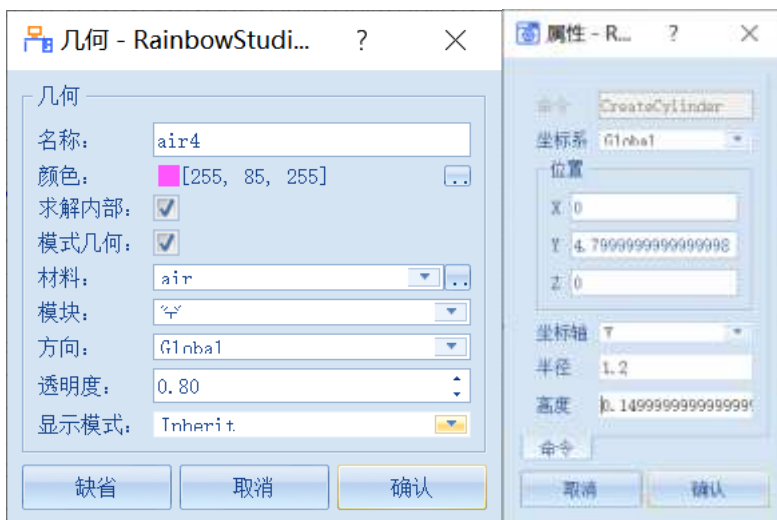 几何 - RainbowStudi... ?
几何
名称: air4
颜色: [255, 85, 255] ..
求解内部:
模式几何:
材料: air ..
模块:
方向: Global
透明度: 0.80
显示模式: Inherit
缺省 取消 确认
属性 - R... ?
命令 CreateCylinder
坐标系 Global
位置
X 0
Y 4.7999999999999998
Z 0
坐标轴
半径 1.2
高度 0.1499999999999999
命令
取消 确认